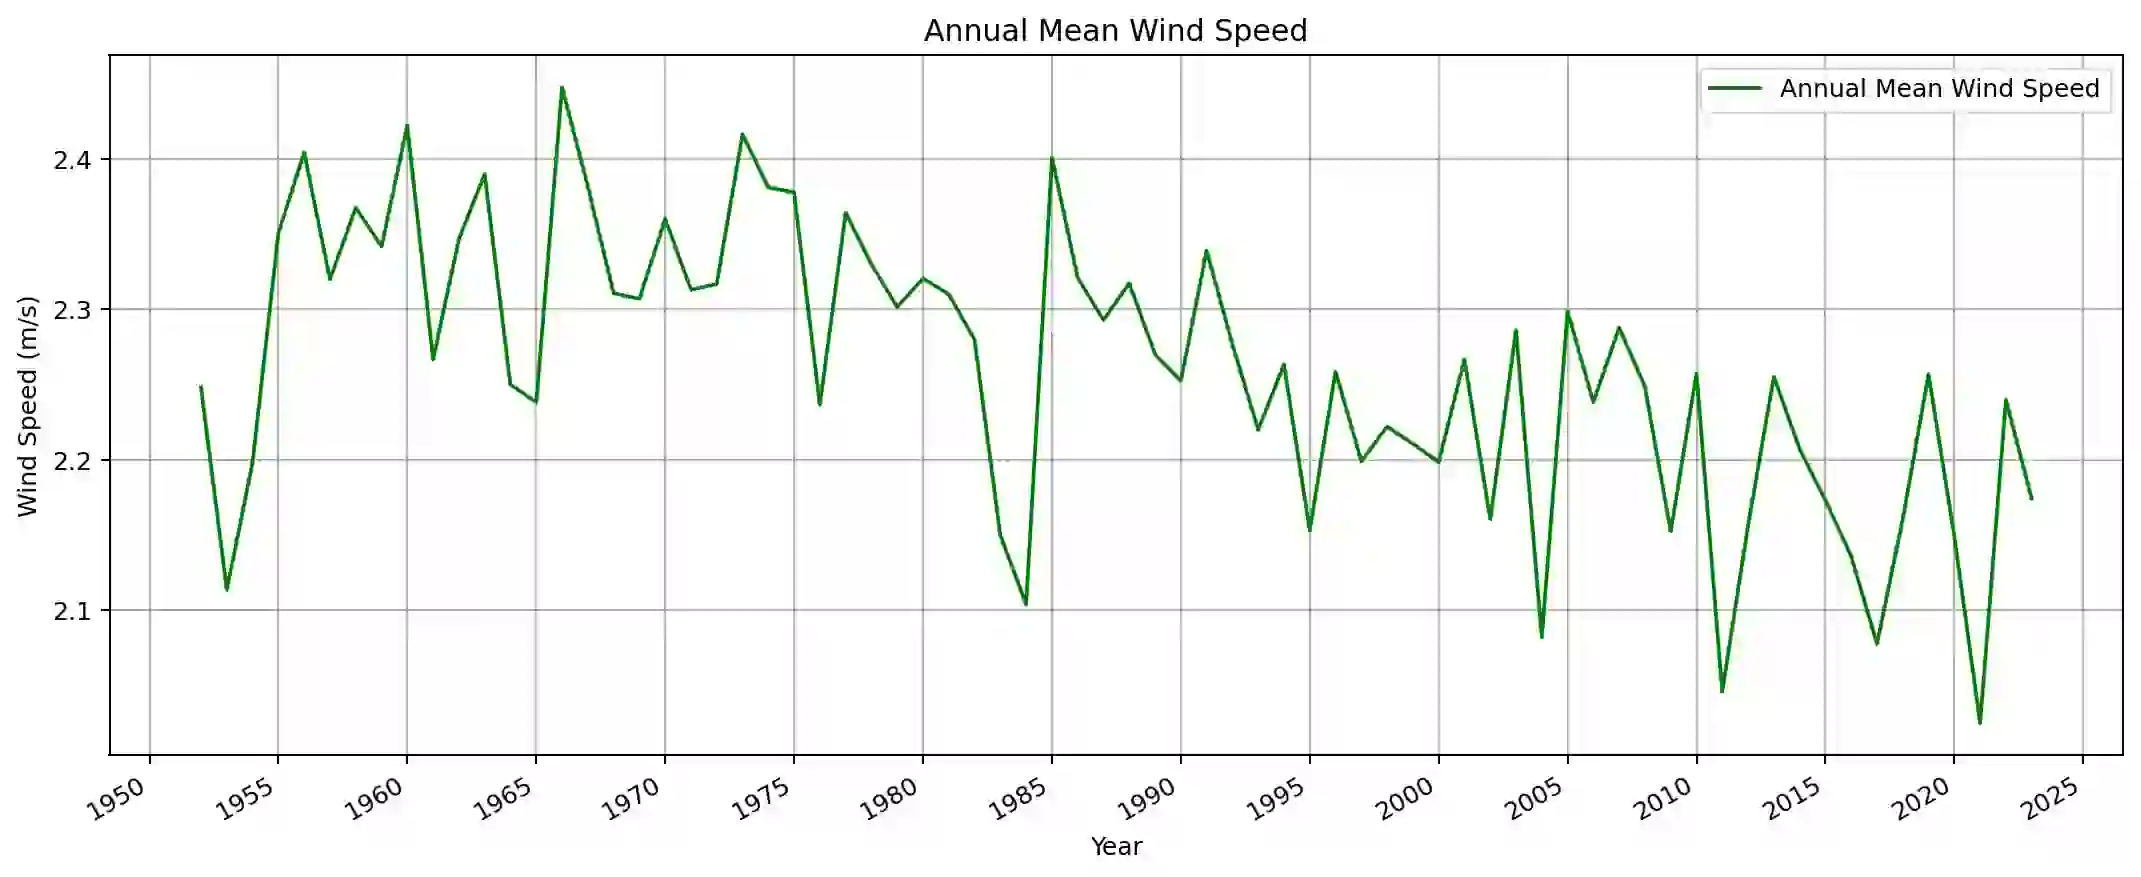 Annual Mean Wind Speed
Annual Mean Wind Speed
Wind Speed (m/s)
2.4
2.3
2.2
2.1
1950 1955 1960 1965 1970 1975 1980 1985 1990 1995 2000 2005 2010 2015 2020 2025
Year